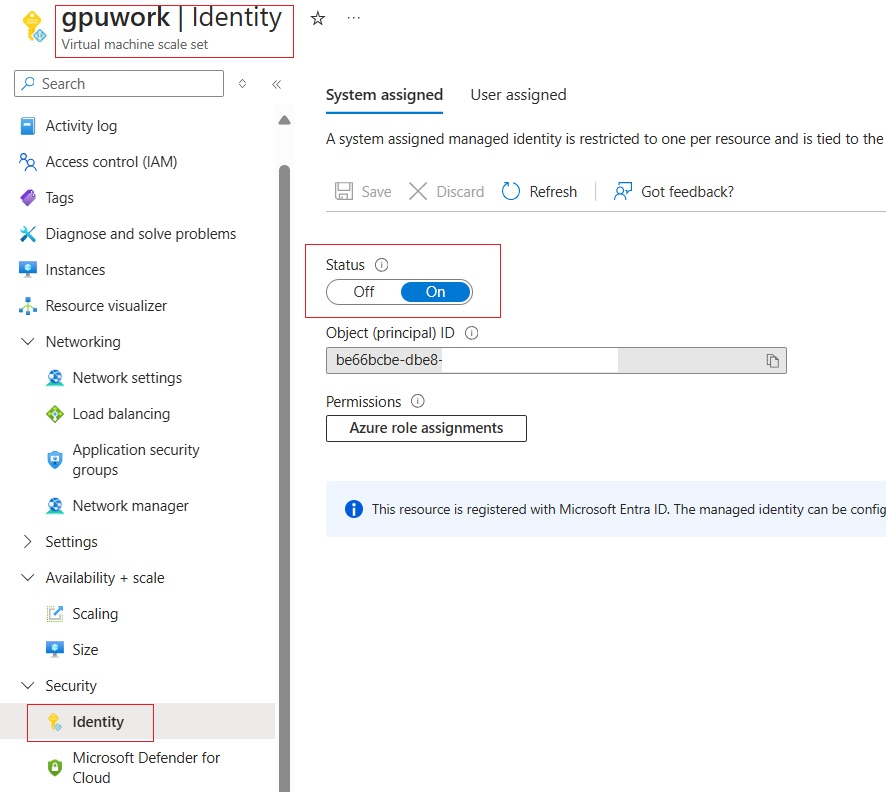 gpuwork | Identity
Virtual machine scale set
Search
Activity log
Access control (IAM)
Tags
Diagnose and solve problems
Instances
Resource visualizer
Networking
Network settings
Load balancing
Application security
groups
Network manager
Settings
Availability + scale
Scaling
Size
Security
Identity
Microsoft Defender for
Cloud
System assigned User assigned
A system assigned managed identity is restricted to one per resource and is tied to the
Save Discard Refresh Got feedback?
Status
Off On
Object (principal) ID
be66bcbe-dbe8-
Permissions
Azure role assignments
This resource is registered with Microsoft Entra ID. The managed identity can be config